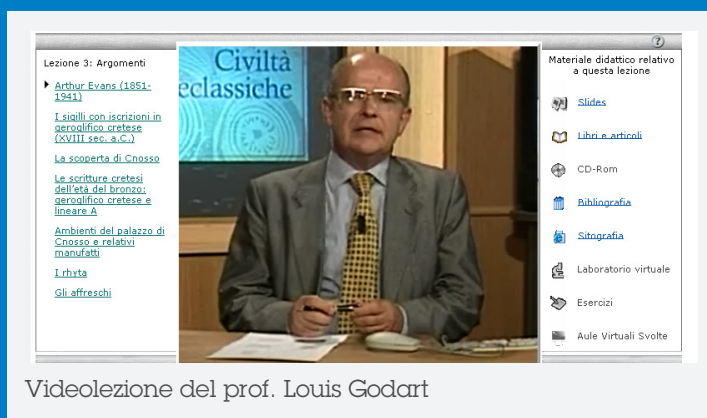 Lezione 3: Argomenti
Arthur Evans (1851-
1941)
I sigilli con iscrizioni in
geroglifico cretese
(XVIII sec. a.C.)
La scoperta di Cnosso
Le scritture cretesi
dell'età del bronzo:
geroglifico cretese e
lineare A
Ambienti del palazzo di
Cnosso e relativi
manufatti
I rhyta
Gli affreschi
Civiltà
eclassiche
?
Materiale didattico relativo
a questa lezione
Slides
Libri e articoli
CD-Rom
Bibliografia
Sitografia
Laboratorio virtuale
Esercizi
Aule Virtuali Svolte
Videolezione del prof. Louis Godart